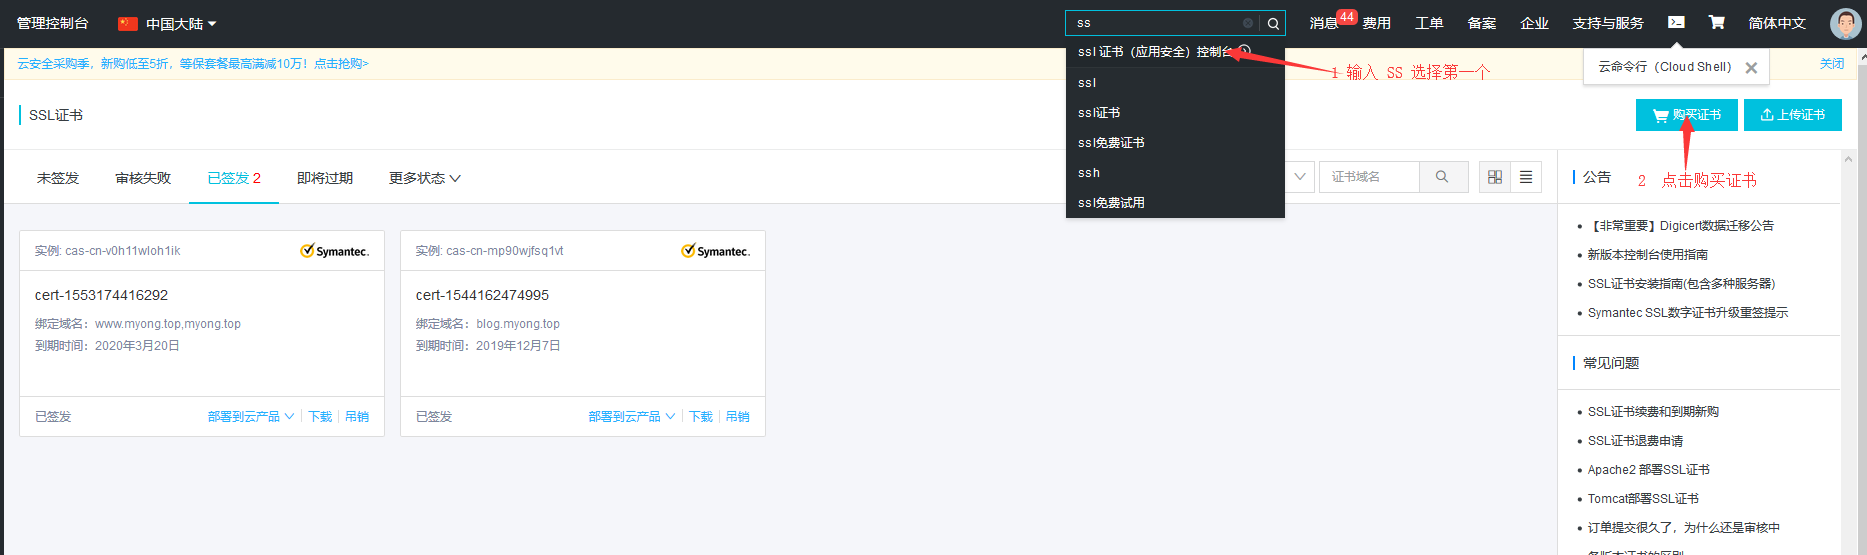 管理控制台 中国大陆 ss 消息 44 费用 工单 备案 企业 支持与服务 简体中文
ssl 证书（应用安全）控制台
ssl
ssl证书
ssl免费证书
ssh
ssl免费试用
1 输入 SS 选择第一个
云命令行（Cloud Shell）
云安全采购季，新购低至5折，等保套餐最高满减10万！点击抢购>
关闭
SSL证书
购买证书 上传证书
未签发 审核失败 已签发 2 即将过期 更多状态
证书域名
2 点击购买证书
实例: cas-cn-v0h11wloh1ik
Symantec.
cert-1553174416292
绑定域名：www.myong.top,myong.top
到期时间：2020年3月20日
已签发 部署到云产品 下载 吊销
实例: cas-cn-mp90wjfsq1vt
Symantec.
cert-1544162474995
绑定域名：blog.myong.top
到期时间：2019年12月7日
已签发 部署到云产品 下载 吊销
公告
【非常重要】Digicert数据迁移公告
新版本控制台使用指南
SSL证书安装指南(包含多种服务器)
Symantec SSL数字证书升级重签提示
常见问题
SSL证书续费和到期新购
SSL证书退费申请
Apache2 部署SSL证书
Tomcat部署SSL证书
订单提交很久了，为什么还是审核中